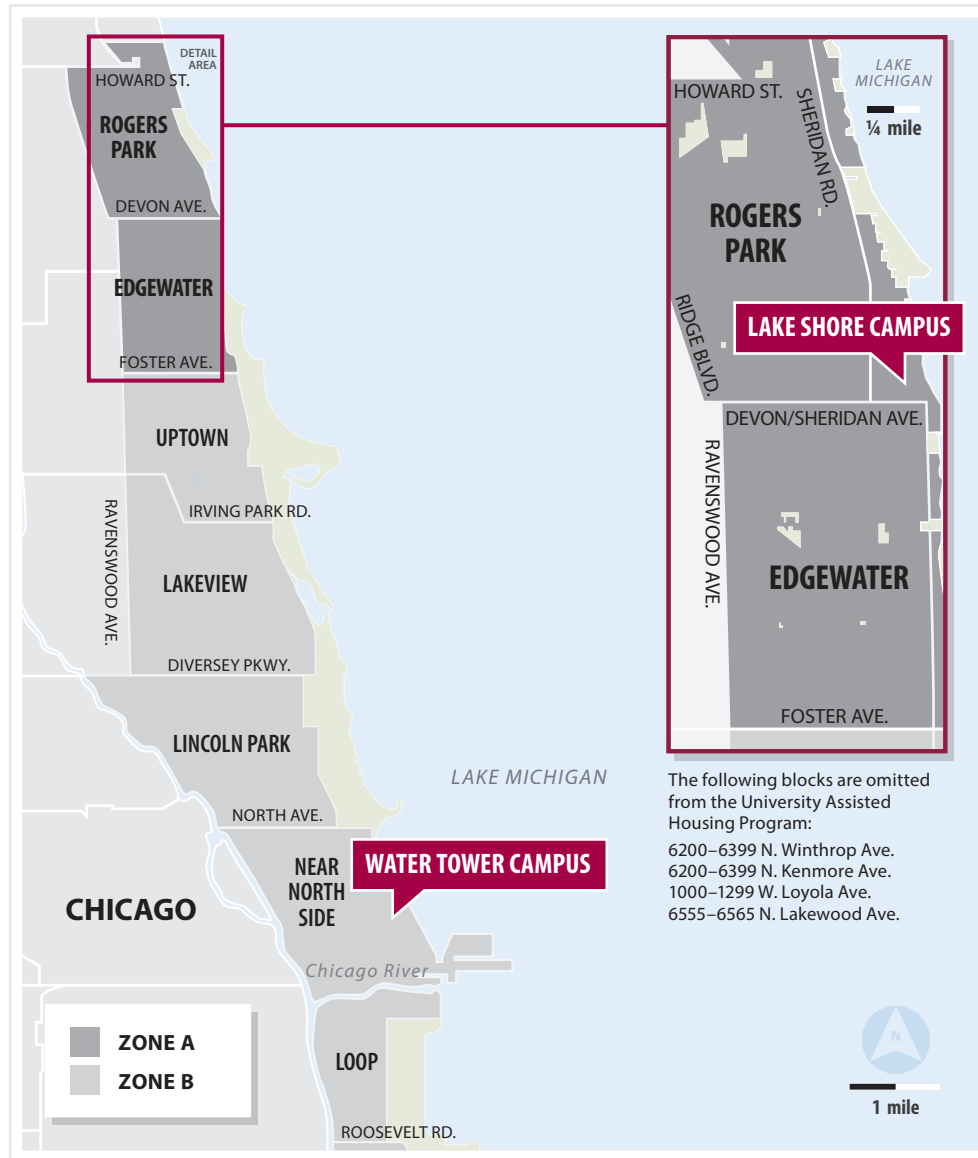 DETAIL
AREA
HOWARD ST.
ROGERS
PARK
DEVON AVE.
EDGEWATER
FOSTER AVE.
UPTOWN
IRVING PARK RD.
RAVENSWOOD AVE.
LAKEVIEW
DIVERSEY PKWY.
LINCOLN PARK
LAKE MICHIGAN
NORTH AVE.
NEAR
NORTH
SIDE
WATER TOWER CAMPUS
CHICAGO
Chicago River
LOOP
ROOSEVELT RD.
ZONE A
ZONE B
LAKE
MICHIGAN
¼ mile
HOWARD ST.
SHERIDAN RD.
ROGERS
PARK
RIDGE BLVD.
LAKE SHORE CAMPUS
DEVON/SHERIDAN AVE.
RAVENSWOOD AVE.
EDGEWATER
FOSTER AVE.
The following blocks are omitted
from the University Assisted
Housing Program:
6200–6399 N. Winthrop Ave.
6200–6399 N. Kenmore Ave.
1000–1299 W. Loyola Ave.
6555–6565 N. Lakewood Ave.
N
1 mile